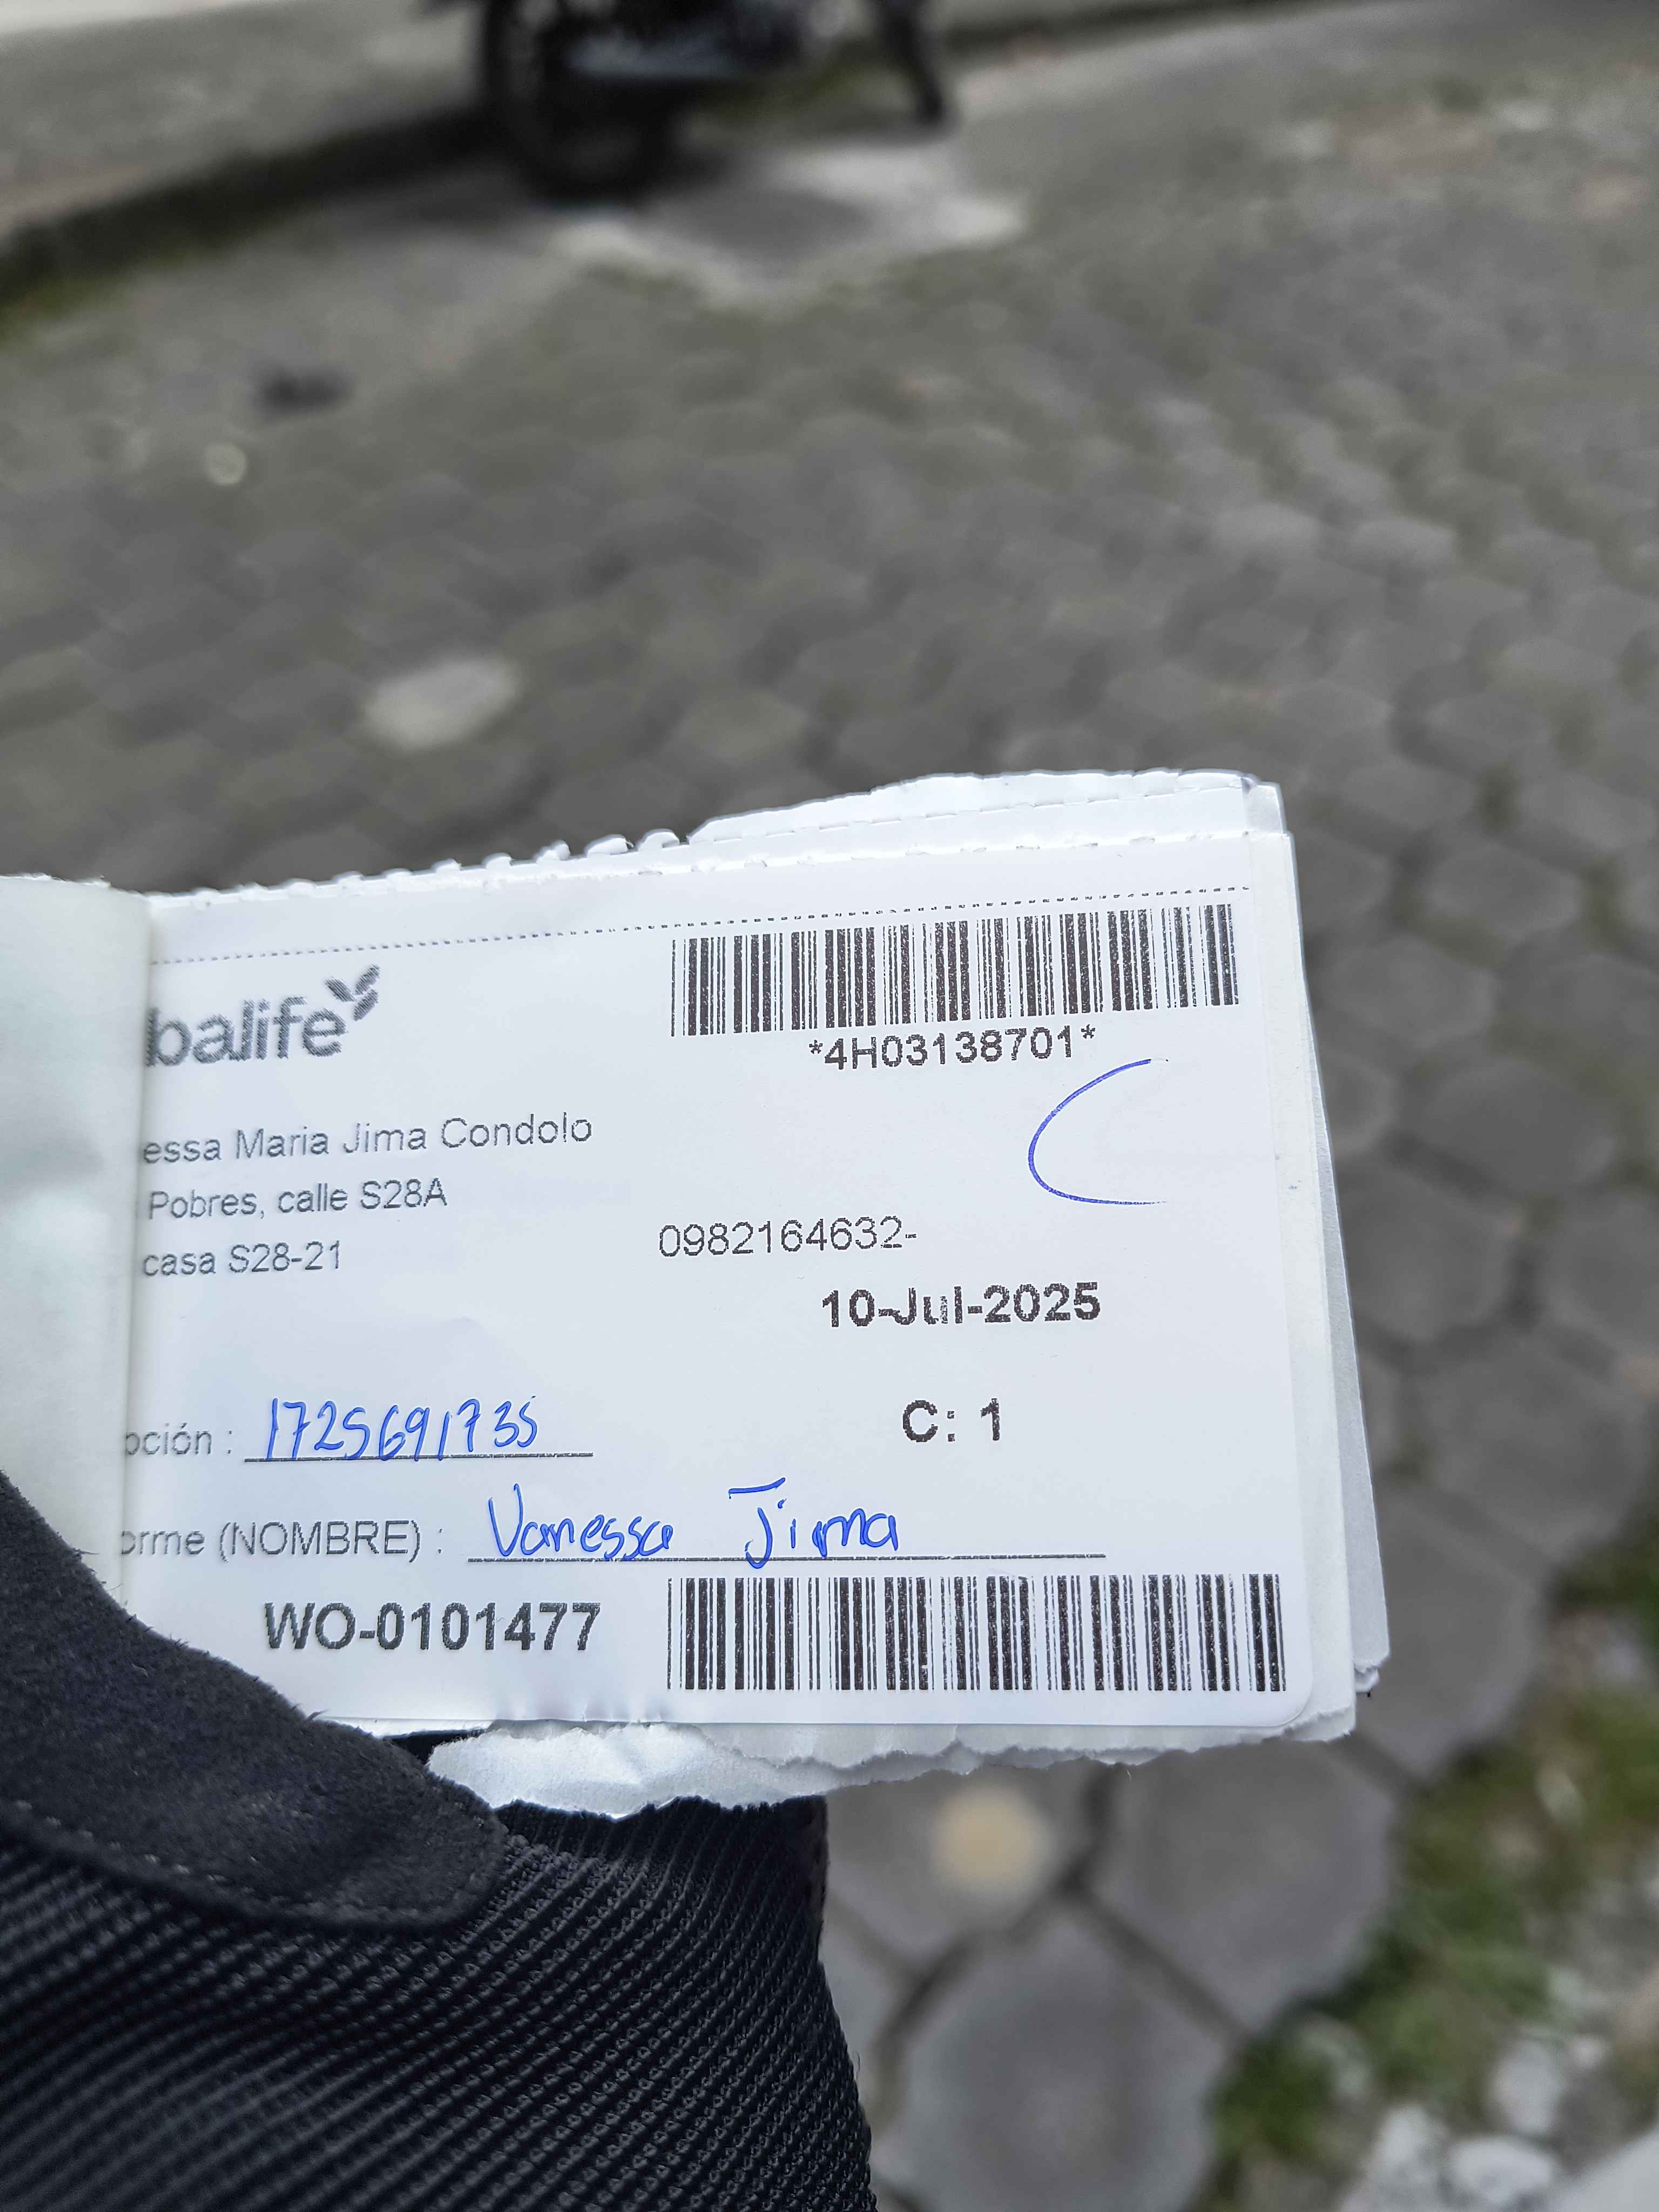 balife
*4H03138701*
essa Maria Jima Condolo
Pobres, calle S28A
casa S28-21
0982164632-
10-Jul-2025
pción : 1725691735
C: 1
orme (NOMBRE) : Vanessa Jima
WO-0101477